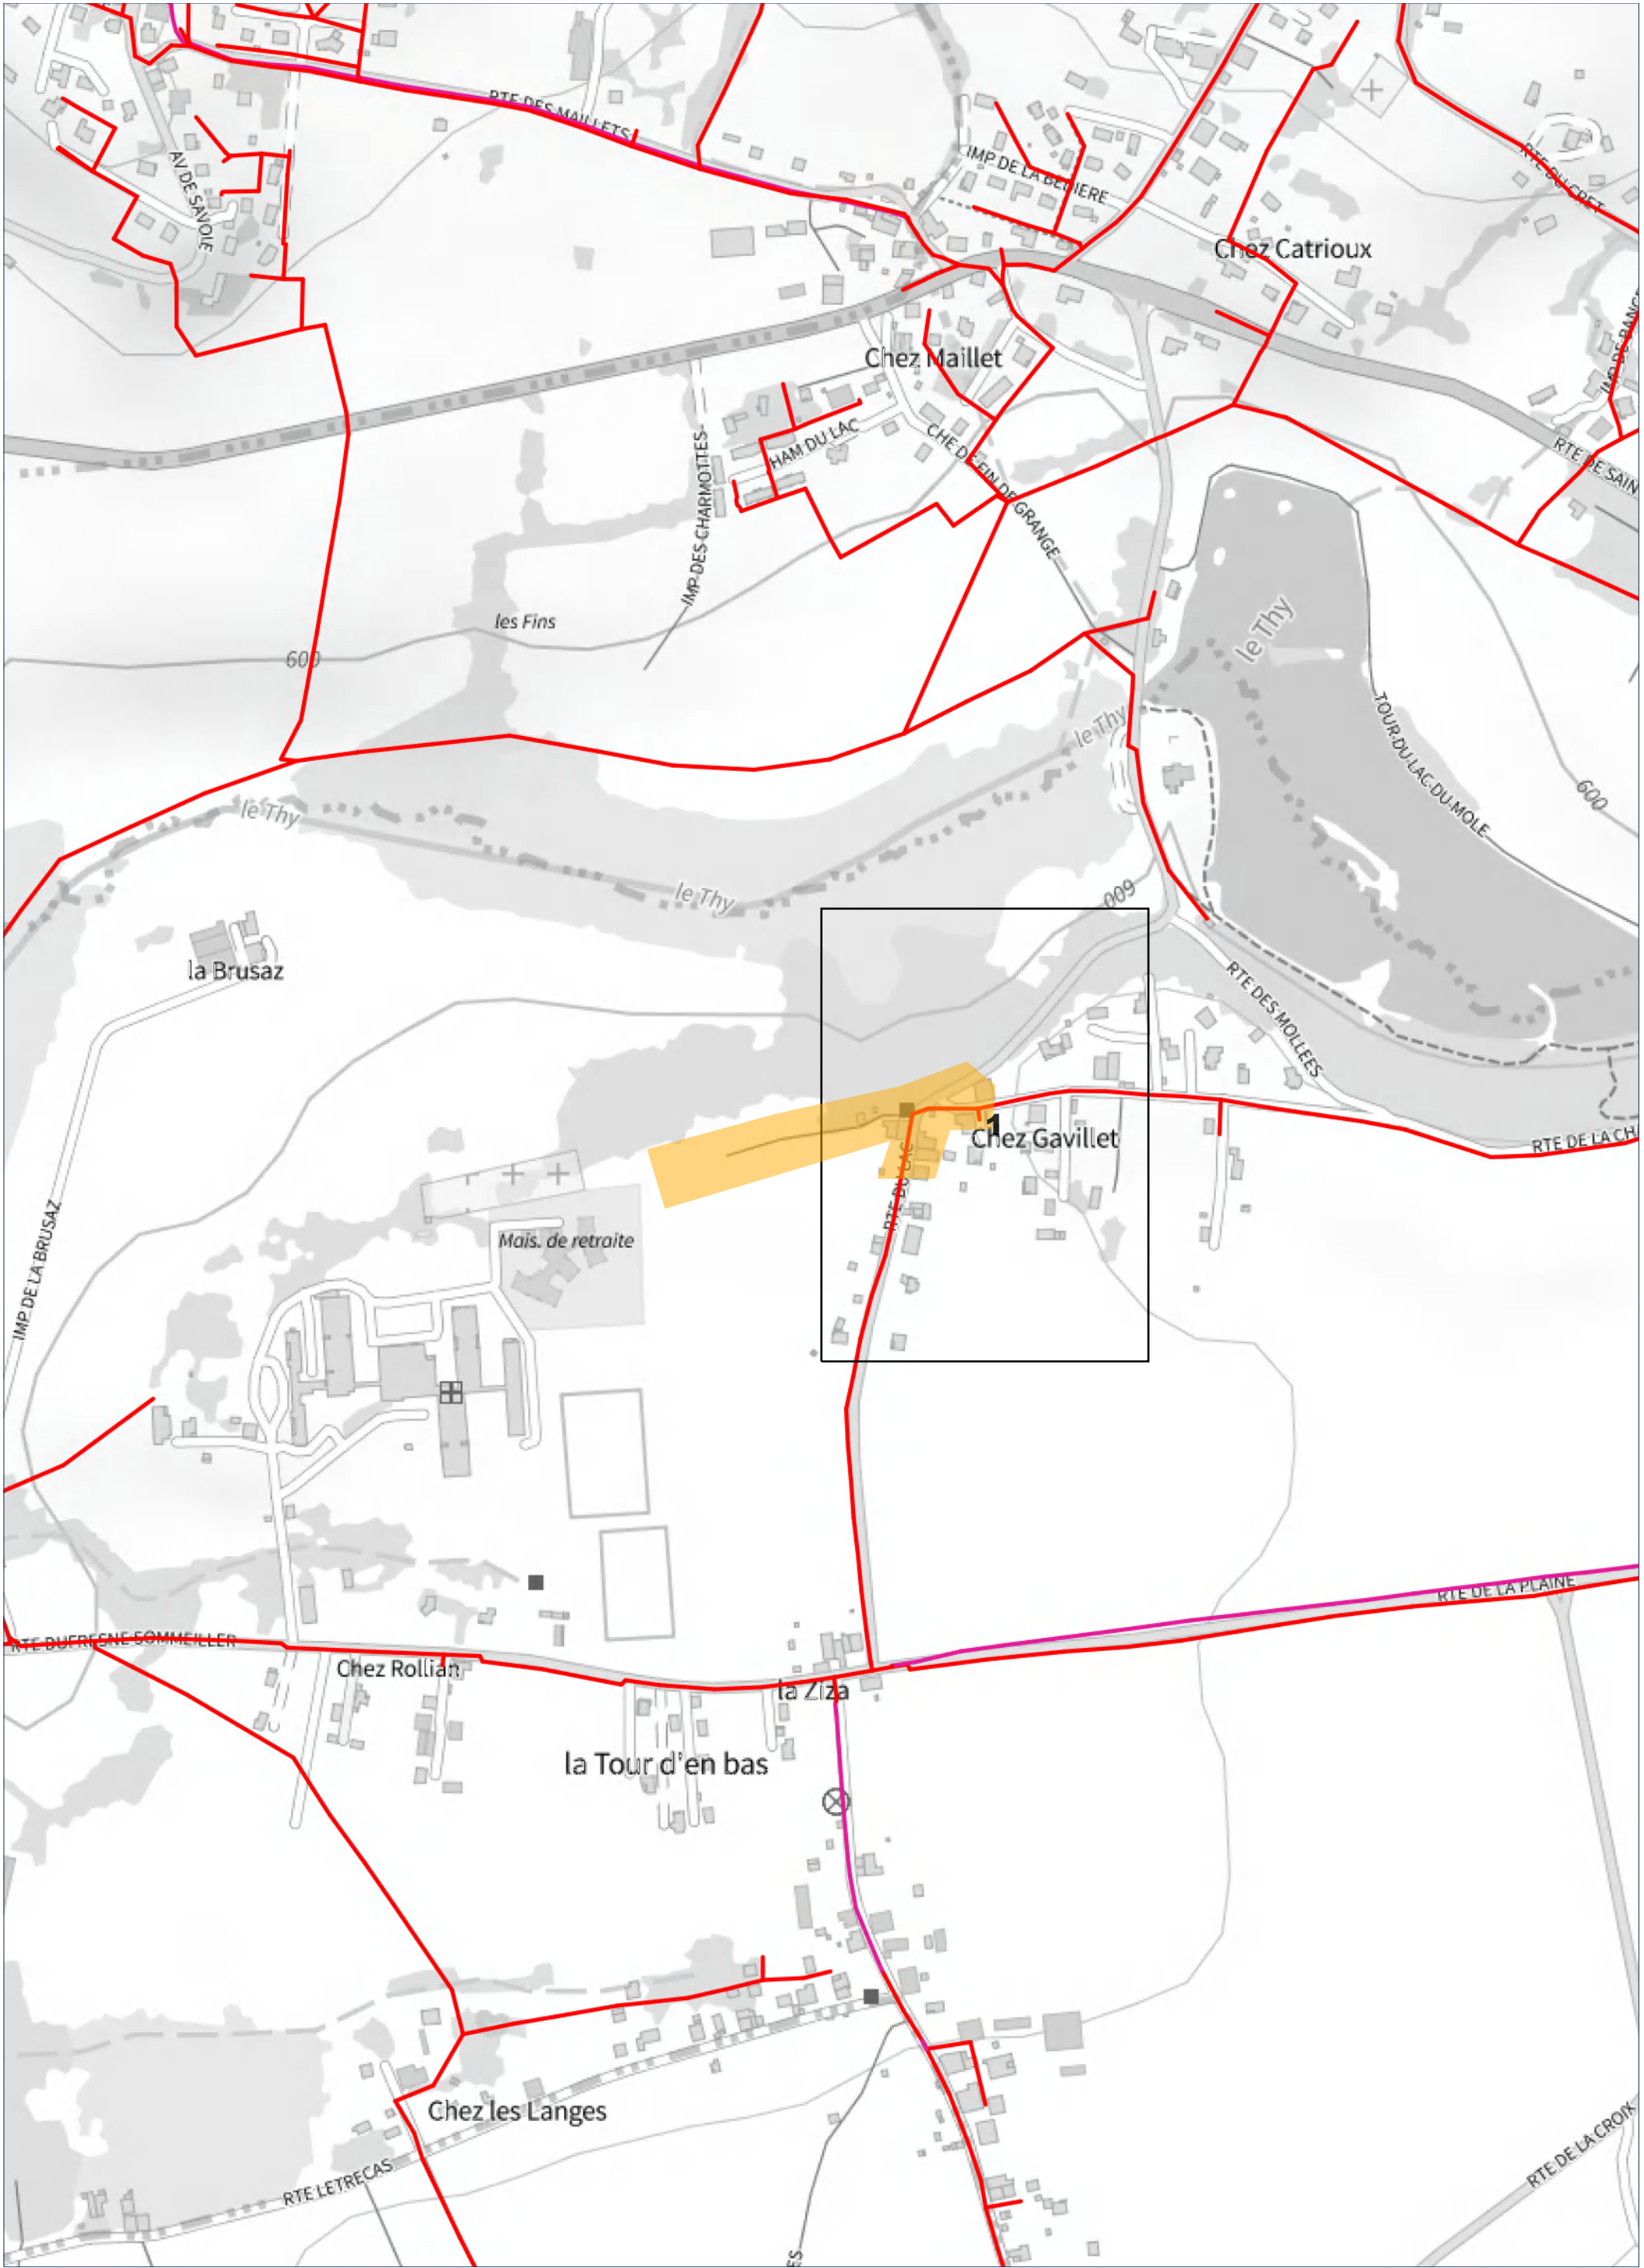 RTE DES MAILLETS
IMP DE LA BELIERE
RTE DU CRET
AV DE SAVOIE
Chez Catrioux
Chez Maillet
HAM DU LAC
CHE DE FIN DE GRANGE
IMP DES CHARMOTTES
RTE DE SAIN
les Fins
600
le Thy
le Thy
TOUR DU LAC DU MOLE
600
le Thy
le Thy
600
la Brusaz
RTE DES MOLLEES
1
Chez Gavillet
RTE DE LA CH
RTE DU LAC
Mais. de retraite
IMP DE LA BRUSAZ
RTE DE LA PLAINE
RTE DUFRESNE SOMMEILLER
Chez Rollian
la Ziza
la Tour d'en bas
Chez les Langes
RTE LETRECAS
RTE DE LA CROIX
ES